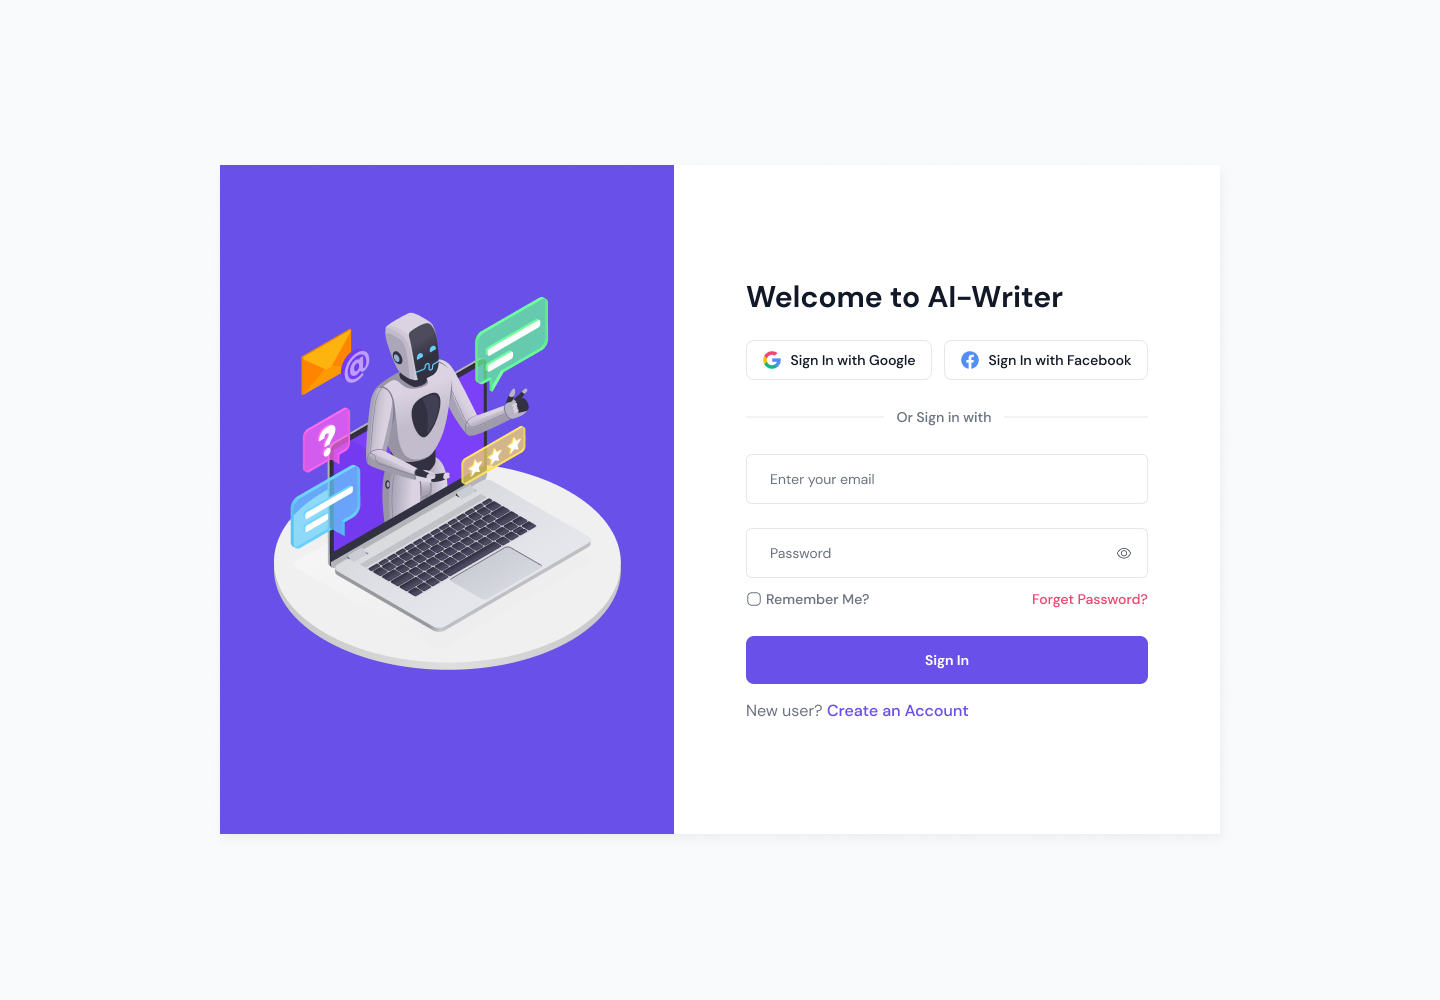 @
?
Welcome to AI-Writer
Sign In with Google
Sign In with Facebook
Or Sign in with
Enter your email
Password
Remember Me?
Forget Password?
Sign In
New user? Create an Account